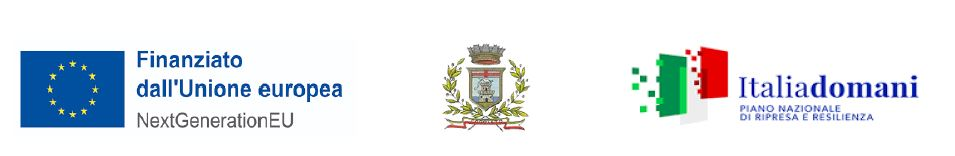 Finanziato
dall'Unione europea
NextGenerationEU
Italiadomani
PIANO NAZIONALE
DI RIPRESA E RESILIENZA